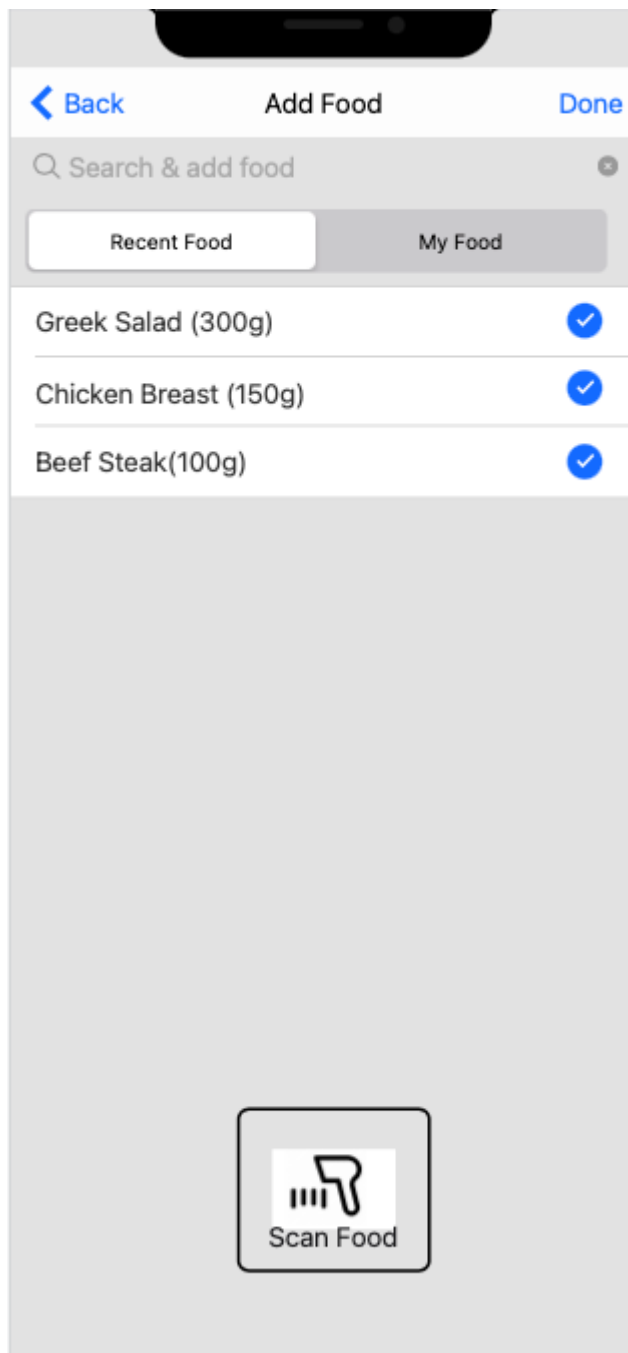 Back Add Food Done
Search & add food
Recent Food My Food
Greek Salad (300g)
Chicken Breast (150g)
Beef Steak(100g)
Scan Food